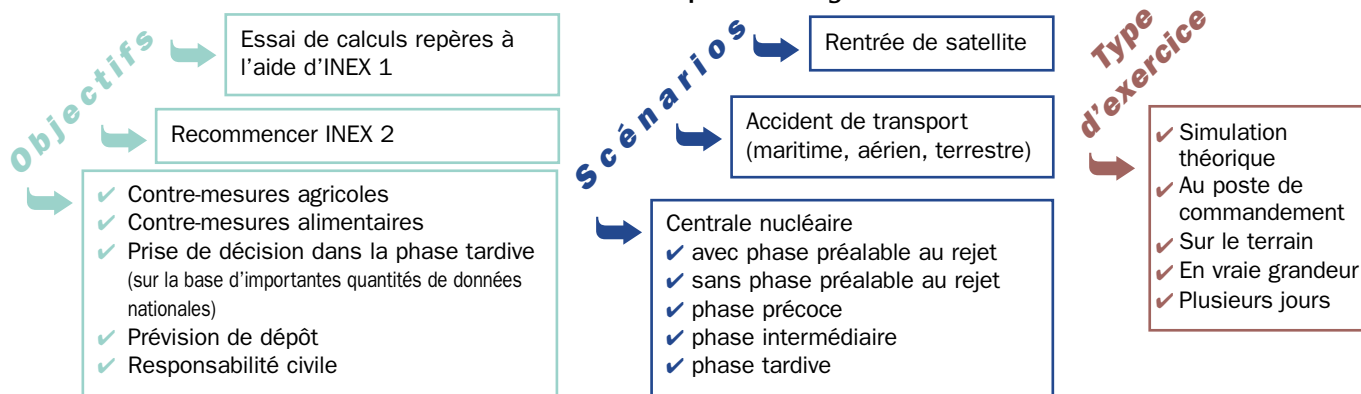 Objectifs
Essai de calculs repères à
l'aide d'INEX 1
Recommencer INEX 2
✔ Contre-mesures agricoles
✔ Contre-mesures alimentaires
✔ Prise de décision dans la phase tardive
(sur la base d'importantes quantités de données
nationales)
✔ Prévision de dépôt
✔ Responsabilité civile
Scénarios
Rentrée de satellite
Accident de transport
(maritime, aérien, terrestre)
Centrale nucléaire
✔ avec phase préalable au rejet
✔ sans phase préalable au rejet
✔ phase précoce
✔ phase intermédiaire
✔ phase tardive
Type
d'exercice
✔ Simulation
théorique
✔ Au poste de
commandement
✔ Sur le terrain
✔ En vraie grandeur
✔ Plusieurs jours